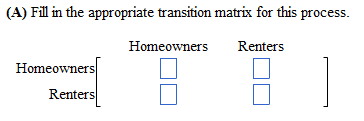 (A) Fill in the appropriate transition matrix for this process.
Homeowners Renters
Homeowners
Renters